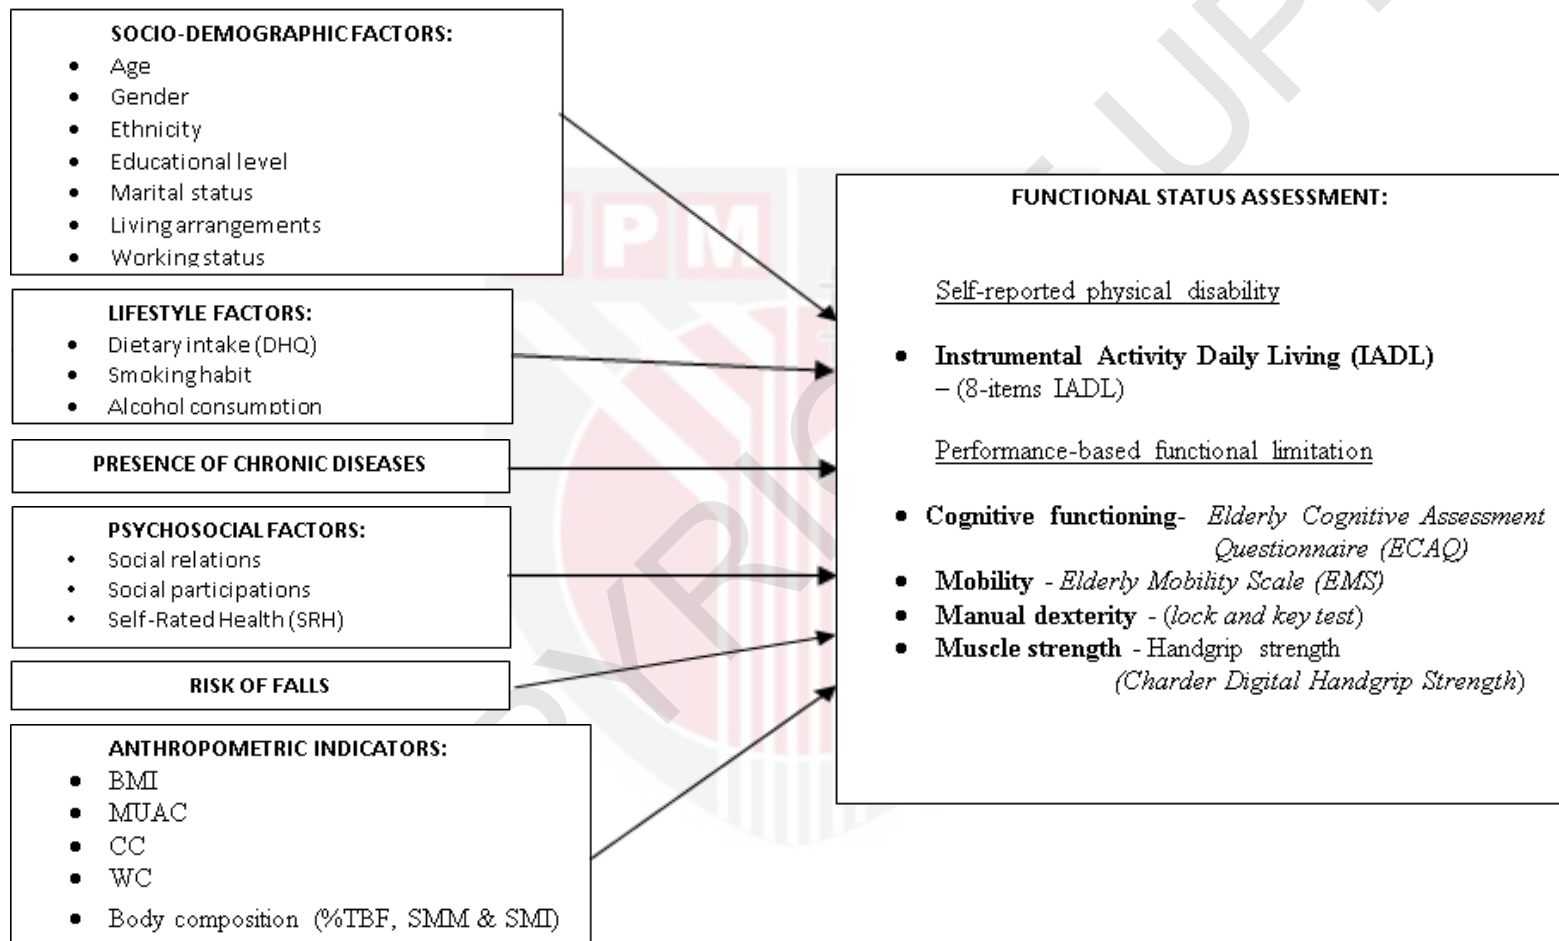 SOCIO-DEMOGRAPHIC FACTORS:
• Age
• Gender
• Ethnicity
• Educational level
• Marital status
• Living arrangements
• Working status
LIFESTYLE FACTORS:
• Dietary intake (DHQ)
• Smoking habit
• Alcohol consumption
PRESENCE OF CHRONIC DISEASES
PSYCHOSOCIAL FACTORS:
• Social relations
• Social participations
• Self-Rated Health (SRH)
RISK OF FALLS
ANTHROPOMETRIC INDICATORS:
• BMI
• MUAC
• CC
• WC
• Body composition (%TBF, SMM & SMI)
FUNCTIONAL STATUS ASSESSMENT:
Self-reported physical disability
• Instrumental Activity Daily Living (IADL)
– (8-items IADL)
Performance-based functional limitation
• Cognitive functioning- Elderly Cognitive Assessment
Questionnaire (ECAQ)
• Mobility - Elderly Mobility Scale (EMS)
• Manual dexterity - (lock and key test)
• Muscle strength - Handgrip strength
(Charder Digital Handgrip Strength)
UPM